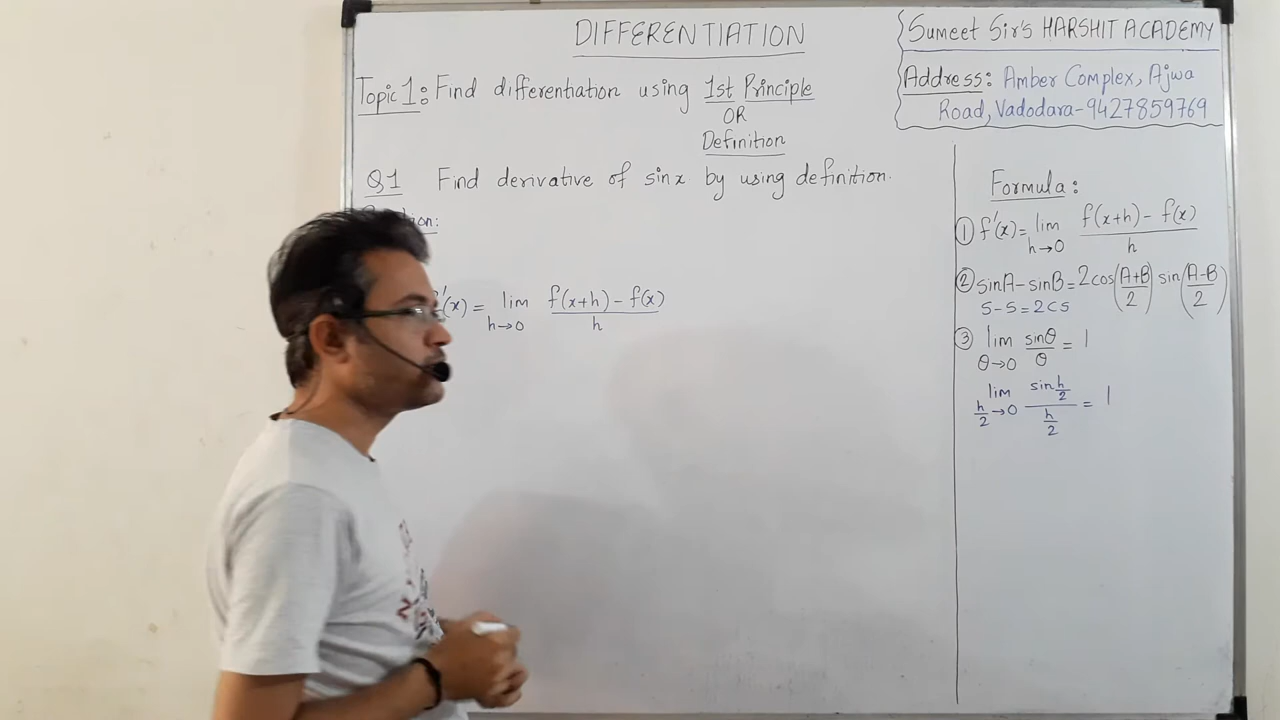 DIFFERENTIATION
Topic 1: Find differentiation using 1st Principle
OR
Definition
Q1 Find derivative of sinx by using definition.
'(x) = lim h→0 f(x+h) - f(x) / h
Sumeet Sir's HARSHIT ACADEMY
Address: Amber Complex, Ajwa
Road, Vadodara-9427859769
Formula:
① f'(x) = lim h→0 f(x+h) - f(x) / h
② sinA - sinB = 2cos(A+B/2) sin(A-B/2)
S-S = 2CS
③ lim θ→0 sinθ/θ = 1
lim h/2→0 sin h/2 / h/2 = 1